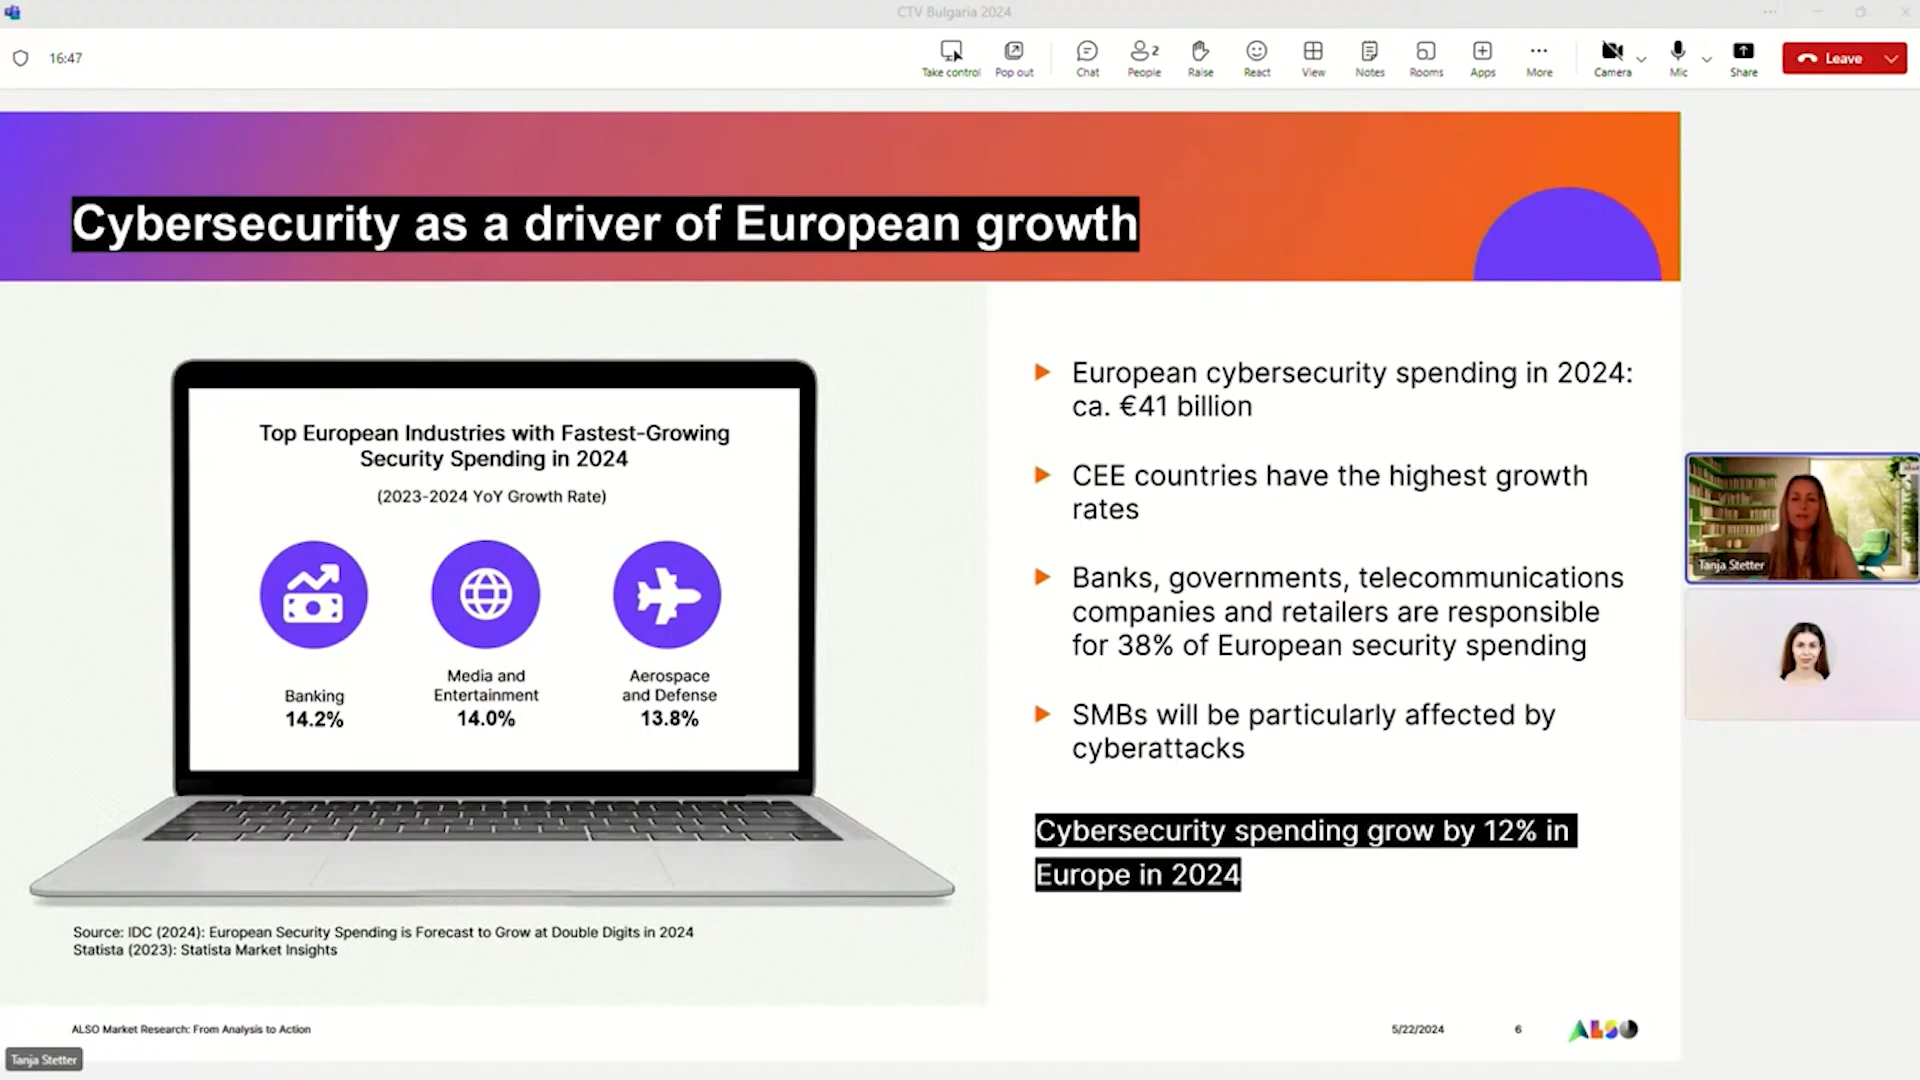 CTV Bulgaria 2024
16:47
Take control
Pop out
Chat
2
People
Raise
React
View
Notes
Rooms
Apps
More
Camera
Mic
Share
Leave
Cybersecurity as a driver of European growth
Top European Industries with Fastest-Growing
Security Spending in 2024
(2023-2024 YoY Growth Rate)
Banking
14.2%
Media and
Entertainment
14.0%
Aerospace
and Defense
13.8%
Source: IDC (2024): European Security Spending is Forecast to Grow at Double Digits in 2024
Statista (2023): Statista Market Insights
European cybersecurity spending in 2024:
ca. €41 billion
CEE countries have the highest growth
rates
Banks, governments, telecommunications
companies and retailers are responsible
for 38% of European security spending
SMBs will be particularly affected by
cyberattacks
Cybersecurity spending grow by 12% in
Europe in 2024
Tanja Stetter
ALSO Market Research: From Analysis to Action
5/22/2024
6
ALSO
Tanja Stetter